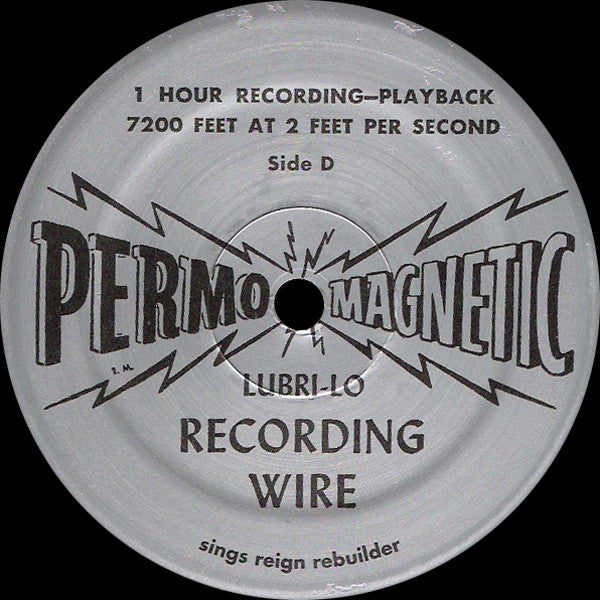 1 HOUR RECORDING—PLAYBACK
7200 FEET AT 2 FEET PER SECOND
Side D
PERMO MAGNETIC
T. M.
LUBRI-LO
RECORDING
WIRE
sings reign rebuilder